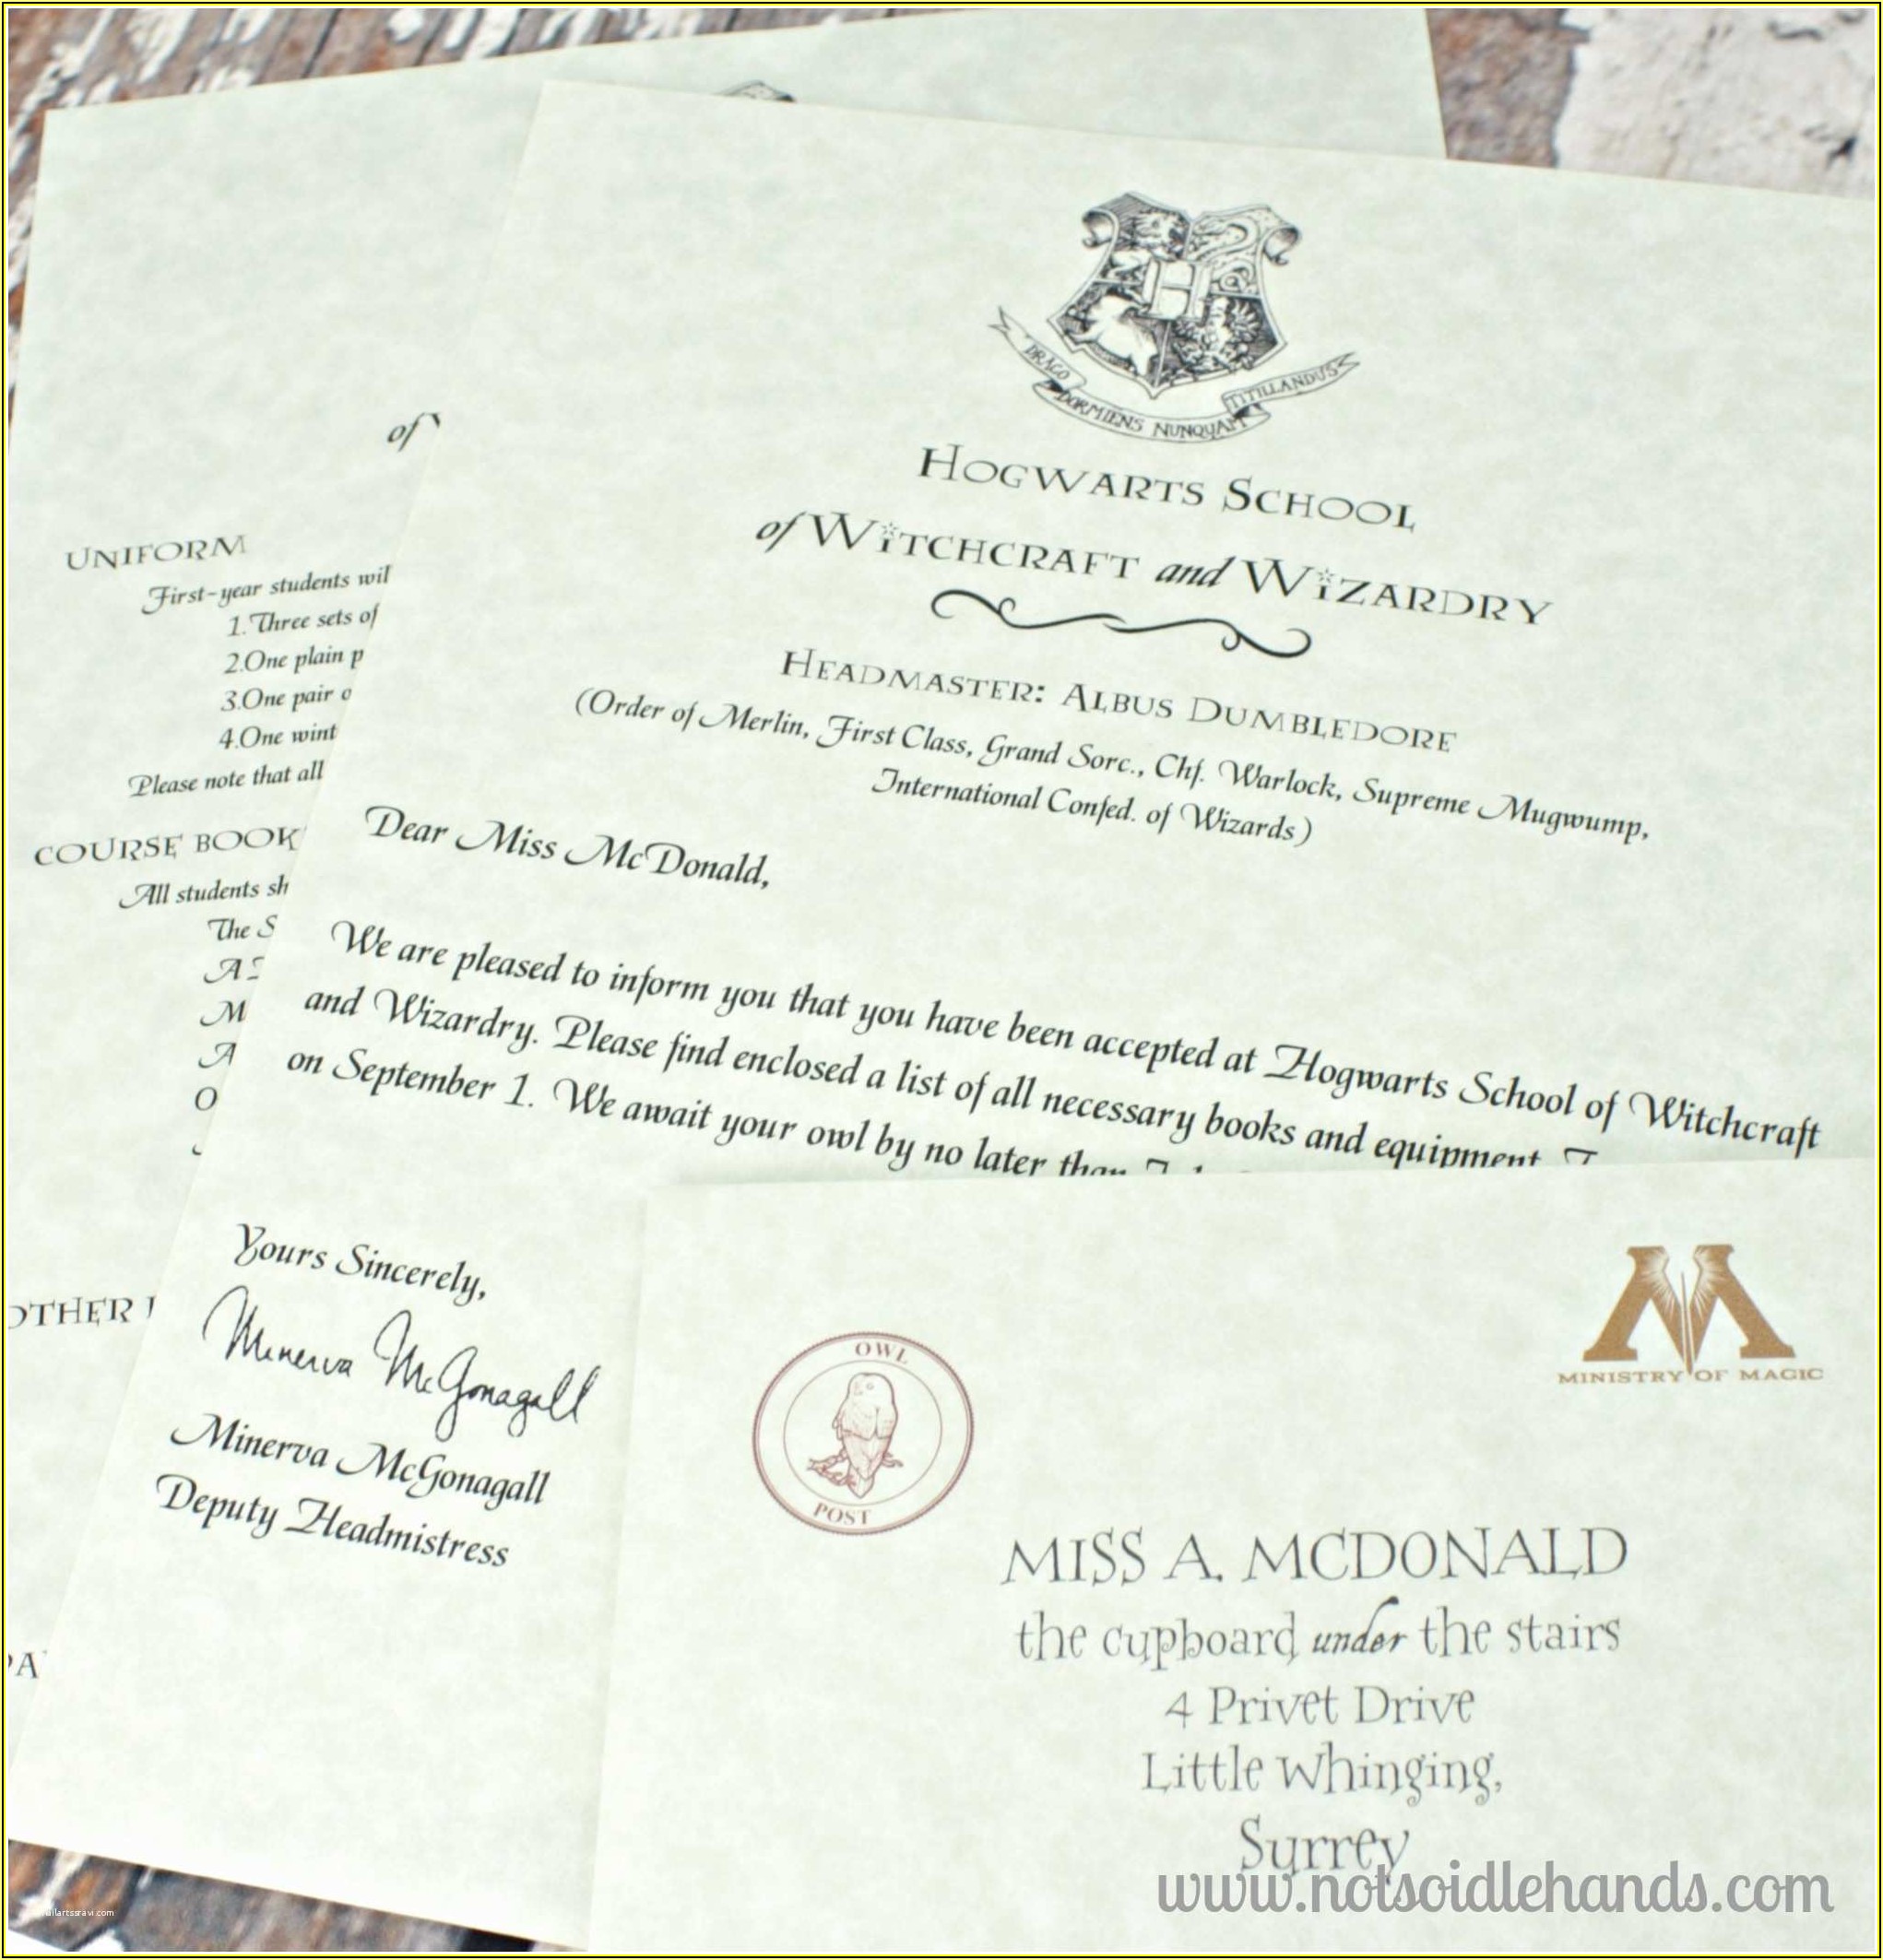 of
UNIFORM
First-year students will
1.Three sets of
2.One plain p
3.One pair o
4.One wint
Please note that all
COURSE BOOK
All students sh
The S
A
M
A
O
OTHER
DRAGO DORMIENS NUNQUAM TITILLANDUS
H
HOGWARTS SCHOOL
of WITCHCRAFT and WIZARDRY
HEADMASTER: ALBUS DUMBLEDORE
(Order of Merlin, First Class, Grand Sorc., Chf. Warlock, Supreme Mugwump,
International Confed. of Wizards)
Dear Miss McDonald,
We are pleased to inform you that you have been accepted at Hogwarts School of Witchcraft
and Wizardry. Please find enclosed a list of all necessary books and equipment. T
on September 1. We await your owl by no later than
Yours Sincerely,
Minerva McGonagall
Minerva McGonagall
Deputy Headmistress
OWL
POST
M
MINISTRY OF MAGIC
MISS A. MCDONALD
the cupboard under the stairs
4 Privet Drive
Little Whinging,
Surrey
www.notsoidlehands.com